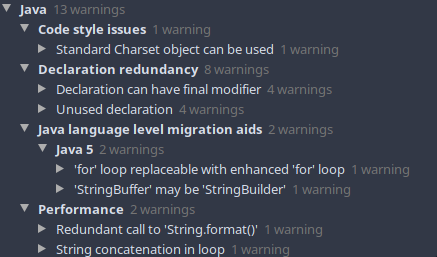 Java 13 warnings
Code style issues 1 warning
Standard Charset object can be used 1 warning
Declaration redundancy 8 warnings
Declaration can have final modifier 4 warnings
Unused declaration 4 warnings
Java language level migration aids 2 warnings
Java 5 2 warnings
'for' loop replaceable with enhanced 'for' loop 1 warning
'StringBuffer' may be 'StringBuilder' 1 warning
Performance 2 warnings
Redundant call to 'String.format()' 1 warning
String concatenation in loop 1 warning